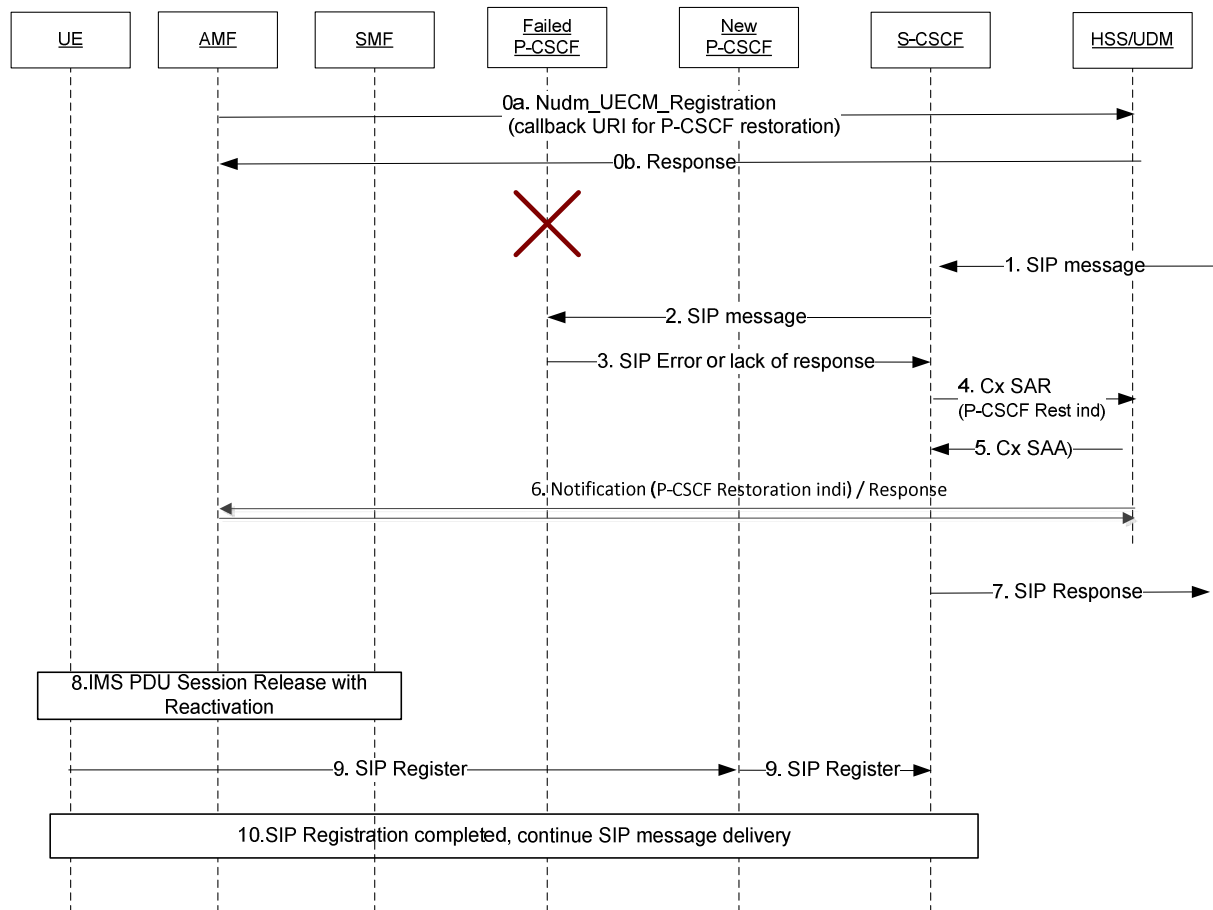 UE
AMF
SMF
Failed
P-CSCF
New
P-CSCF
S-CSCF
HSS/UDM
0a. Nudm_UECM_Registration
(callback URI for P-CSCF restoration)
0b. Response
1. SIP message
2. SIP message
3. SIP Error or lack of response
4. Cx SAR
(P-CSCF Rest ind)
5. Cx SAA)
6. Notification (P-CSCF Restoration indi) / Response
7. SIP Response
8.IMS PDU Session Release with
Reactivation
9. SIP Register
9. SIP Register
10.SIP Registration completed, continue SIP message delivery